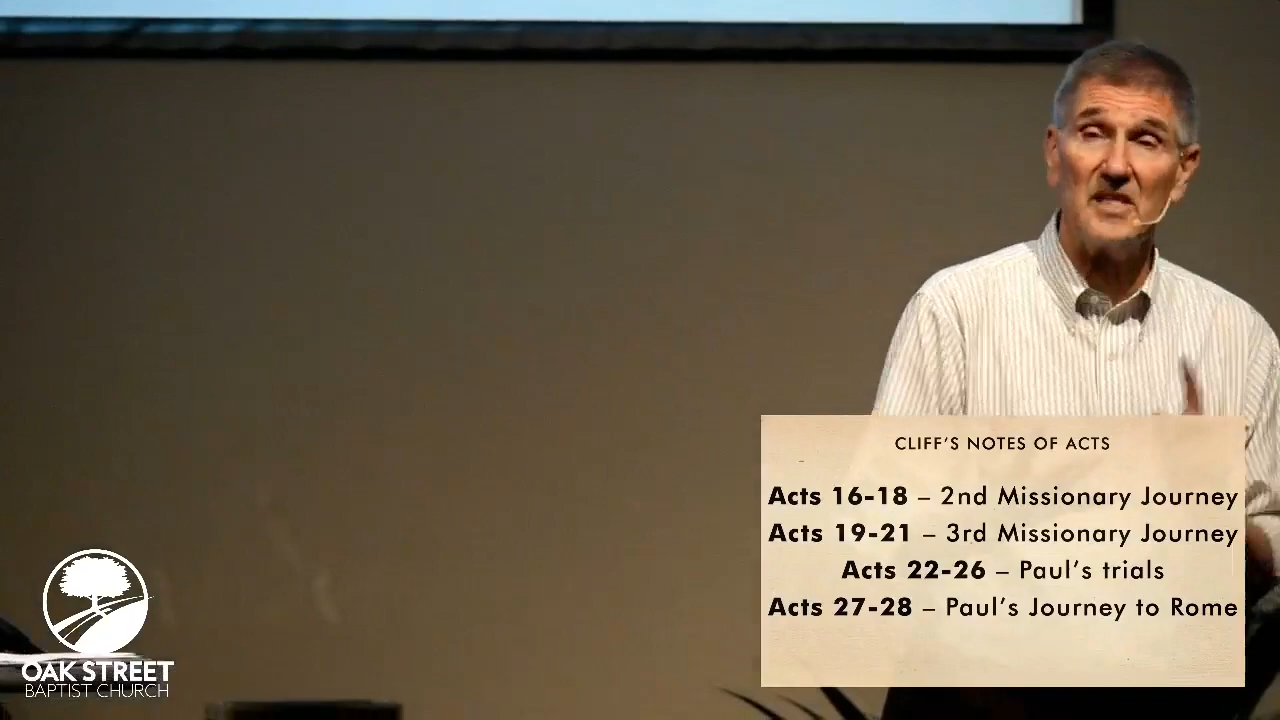 CLIFF'S NOTES OF ACTS
Acts 16-18 – 2nd Missionary Journey
Acts 19-21 – 3rd Missionary Journey
Acts 22-26 – Paul's trials
Acts 27-28 – Paul's Journey to Rome
OAK STREET
BAPTIST CHURCH